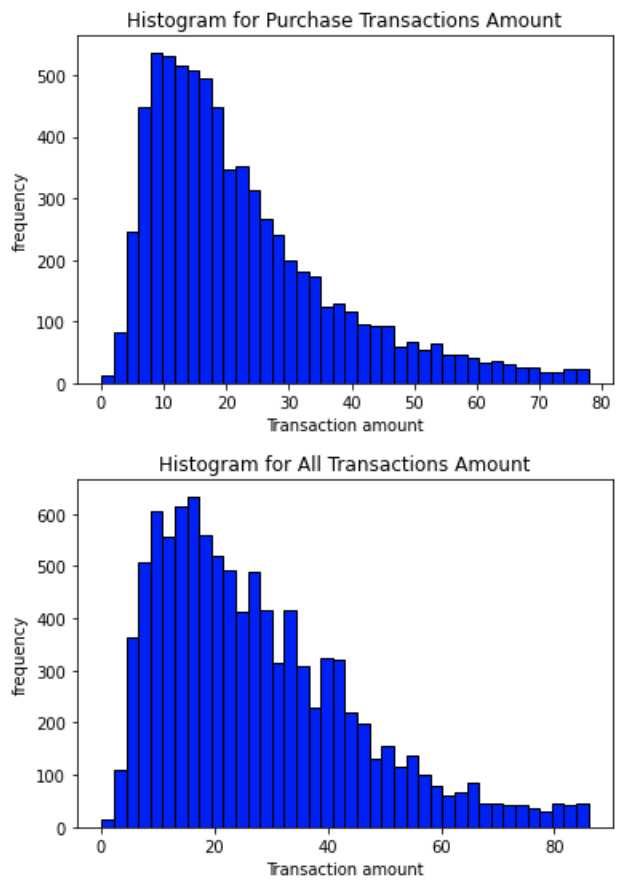 Histogram for Purchase Transactions Amount
500
400
300
200
100
0
frequency
0 10 20 30 40 50 60 70 80
Transaction amount
Histogram for All Transactions Amount
600
500
400
300
200
100
0
frequency
0 20 40 60 80
Transaction amount